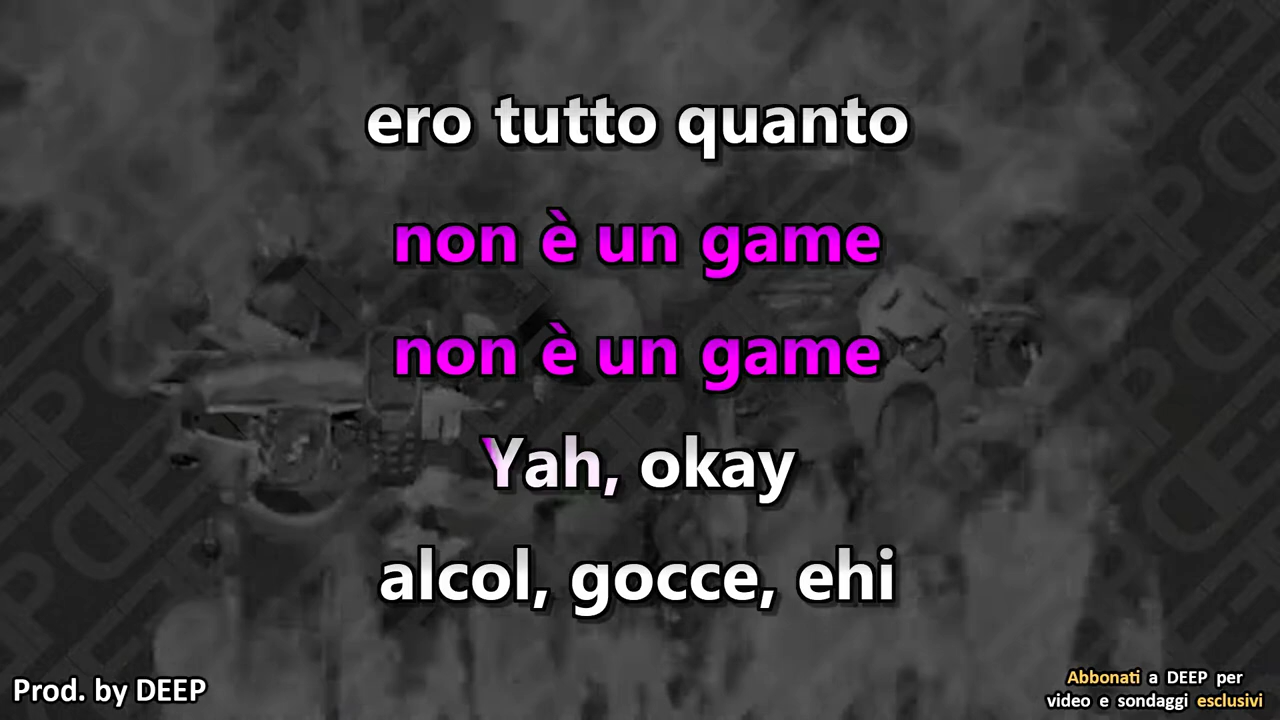 ero tutto quanto
non è un game
non è un game
Yah, okay
alcol, gocce, ehi
Prod. by DEEP
Abbonati a DEEP per
video e sondaggi esclusivi